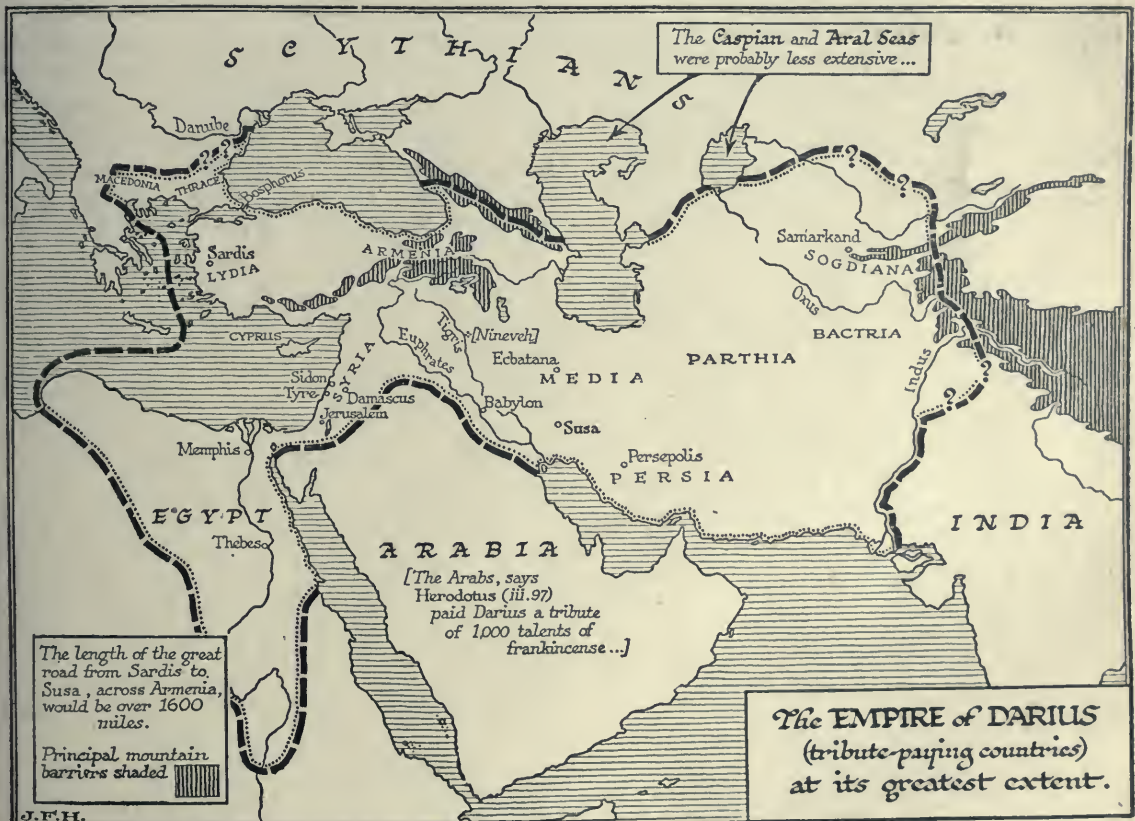 SCYTHIANS
The Caspian and Aral Seas
were probably less extensive...
Danube
? ?
MACEDONIA
THRACE
Bosphorus
?
?
Sardis
LYDIA
ARMENIA
Samarkand
SOGDIANA
Oxus
BACTRIA
CYPRUS
Tigris
[Nineveh]
Euphrates
Ecbatana
MEDIA
PARTHIA
Indus
?
?
SYRIA
Sidon
Tyre
Damascus
Jerusalem
Babylon
Susa
Memphis
Persepolis
PERSIA
EGYPT
Thebes
ARABIA
[The Arabs, says
Herodotus (iii.97)
paid Darius a tribute
of 1,000 talents of
frankincense...]
INDIA
The length of the great
road from Sardis to
Susa, across Armenia,
would be over 1600
miles.
Principal mountain
barriers shaded
The EMPIRE of DARIUS
(tribute-paying countries)
at its greatest extent.
J.F.H.